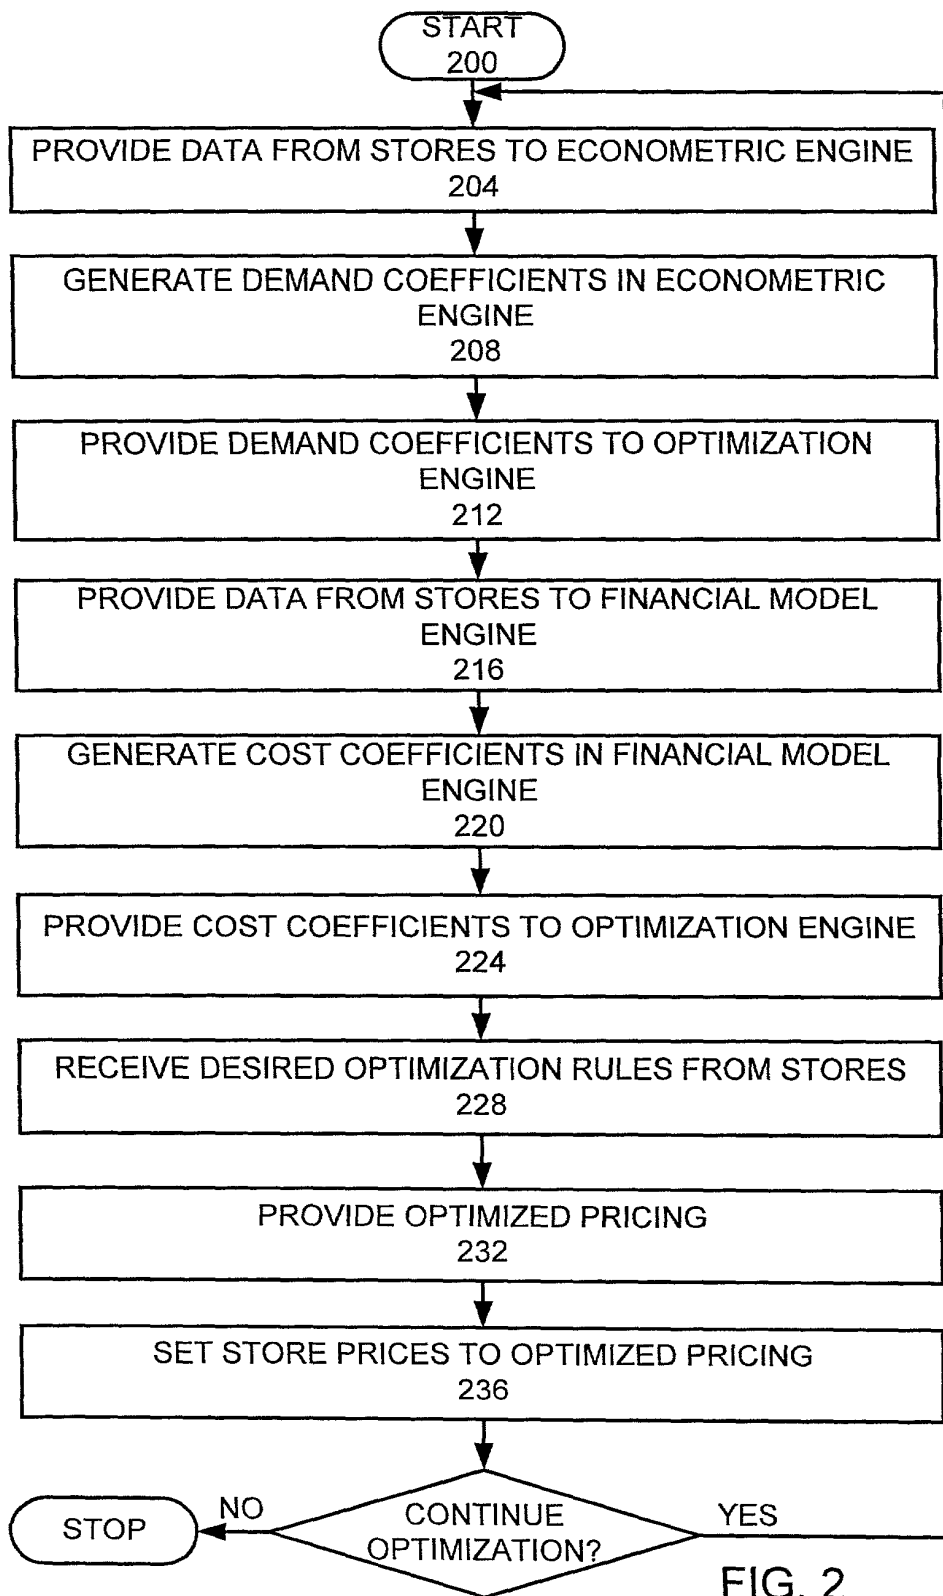 START
200
PROVIDE DATA FROM STORES TO ECONOMETRIC ENGINE
204
GENERATE DEMAND COEFFICIENTS IN ECONOMETRIC
ENGINE
208
PROVIDE DEMAND COEFFICIENTS TO OPTIMIZATION
ENGINE
212
PROVIDE DATA FROM STORES TO FINANCIAL MODEL
ENGINE
216
GENERATE COST COEFFICIENTS IN FINANCIAL MODEL
ENGINE
220
PROVIDE COST COEFFICIENTS TO OPTIMIZATION ENGINE
224
RECEIVE DESIRED OPTIMIZATION RULES FROM STORES
228
PROVIDE OPTIMIZED PRICING
232
SET STORE PRICES TO OPTIMIZED PRICING
236
STOP
NO
CONTINUE
OPTIMIZATION?
YES
FIG. 2